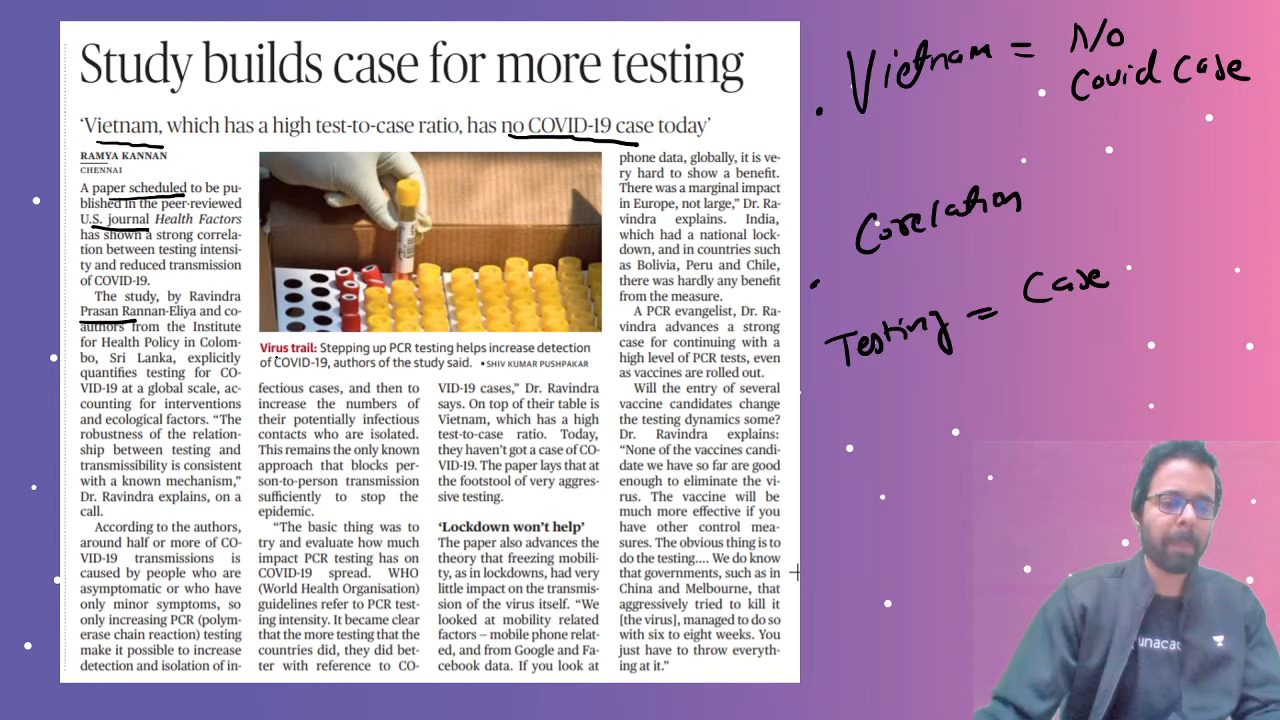 Study builds case for more testing
‘Vietnam, which has a high test-to-case ratio, has no COVID-19 case today’
RAMYA KANNAN
CHENNAI
A paper scheduled to be pu-
blished in the peer-reviewed
U.S. journal Health Factors
has shown a strong correla-
tion between testing intensi-
ty and reduced transmission
of COVID-19.
The study, by Ravindra
Prasan Rannan-Eliya and co-
authors from the Institute
for Health Policy in Colom-
bo, Sri Lanka, explicitly
quantifies testing for CO-
VID-19 at a global scale, ac-
counting for interventions
and ecological factors. “The
robustness of the relation-
ship between testing and
transmissibility is consistent
with a known mechanism,”
Dr. Ravindra explains, on a
call.
According to the authors,
around half or more of CO-
VID-19 transmissions is
caused by people who are
asymptomatic or who have
only minor symptoms, so
only increasing PCR (polym-
erase chain reaction) testing
make it possible to increase
detection and isolation of in-
Virus trail: Stepping up PCR testing helps increase detection
of COVID-19, authors of the study said. • SHIV KUMAR PUSHPAKAR
fectious cases, and then to
increase the numbers of
their potentially infectious
contacts who are isolated.
This remains the only known
approach that blocks per-
son-to-person transmission
sufficiently to stop the
epidemic.
“The basic thing was to
try and evaluate how much
impact PCR testing has on
COVID-19 spread. WHO
(World Health Organisation)
guidelines refer to PCR test-
ing intensity. It became clear
that the more testing that the
countries did, they did bet-
ter with reference to CO-
VID-19 cases,” Dr. Ravindra
says. On top of their table is
Vietnam, which has a high
test-to-case ratio. Today,
they haven’t got a case of CO-
VID-19. The paper lays that at
the footstool of very aggres-
sive testing.
‘Lockdown won’t help’
The paper also advances the
theory that freezing mobili-
ty, as in lockdowns, had very
little impact on the transmis-
sion of the virus itself. “We
looked at mobility related
factors – mobile phone relat-
ed, and from Google and Fa-
cebook data. If you look at
phone data, globally, it is ve-
ry hard to show a benefit.
There was a marginal impact
in Europe, not large,” Dr. Ra-
vindra explains. India,
which had a national lock-
down, and in countries such
as Bolivia, Peru and Chile,
there was hardly any benefit
from the measure.
A PCR evangelist, Dr. Ra-
vindra advances a strong
case for continuing with a
high level of PCR tests, even
as vaccines are rolled out.
Will the entry of several
vaccine candidates change
the testing dynamics some?
Dr. Ravindra explains:
“None of the vaccines candi-
date we have so far are good
enough to eliminate the vi-
rus. The vaccine will be
much more effective if you
have other control mea-
sures. The obvious thing is to
do the testing.... We do know
that governments, such as in
China and Melbourne, that
aggressively tried to kill it
[the virus], managed to do so
with six to eight weeks. You
just have to throw everyth-
ing at it.”
• Vietnam = No
Covid Case
• Corelation
Testing = Case
unacad